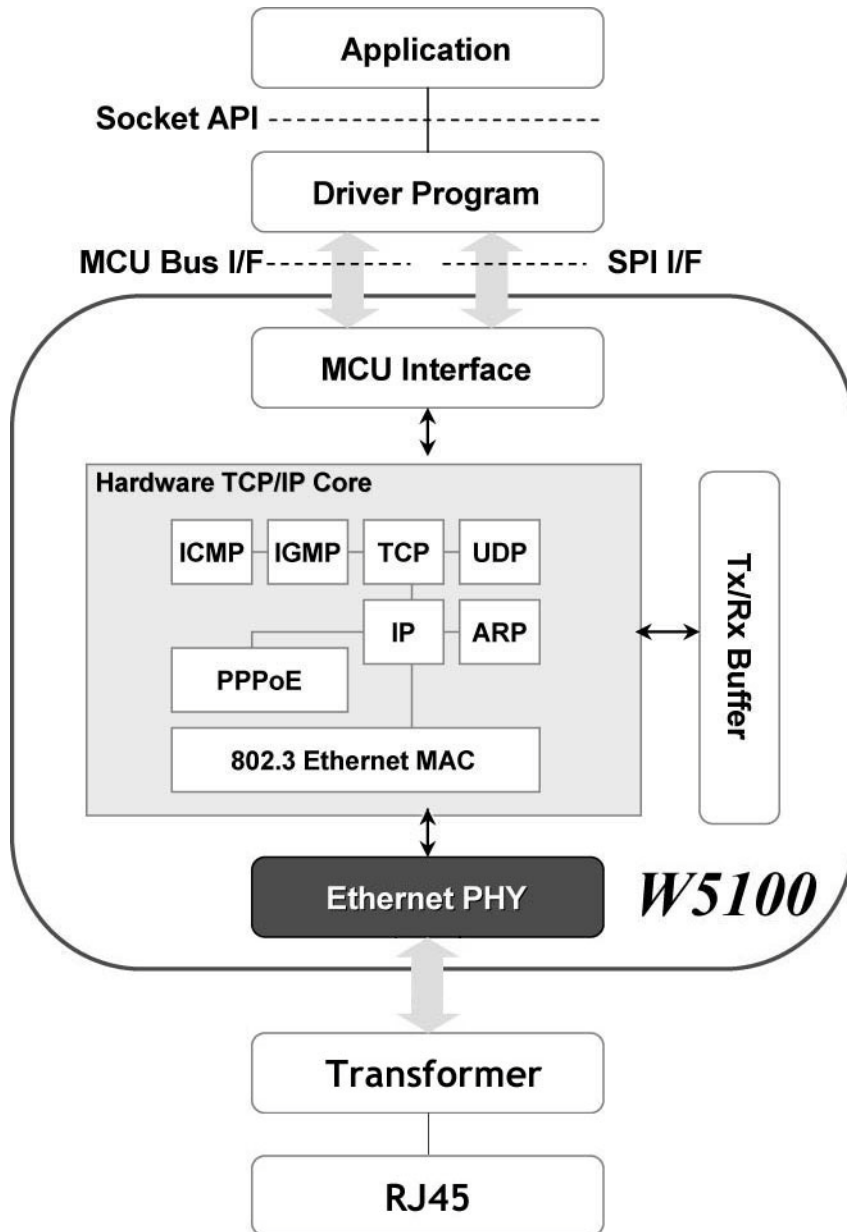 Application
Socket API
Driver Program
MCU Bus I/F
SPI I/F
MCU Interface
Hardware TCP/IP Core
ICMP
IGMP
TCP
UDP
IP
ARP
PPPoE
802.3 Ethernet MAC
Tx/Rx Buffer
Ethernet PHY
W5100
Transformer
RJ45